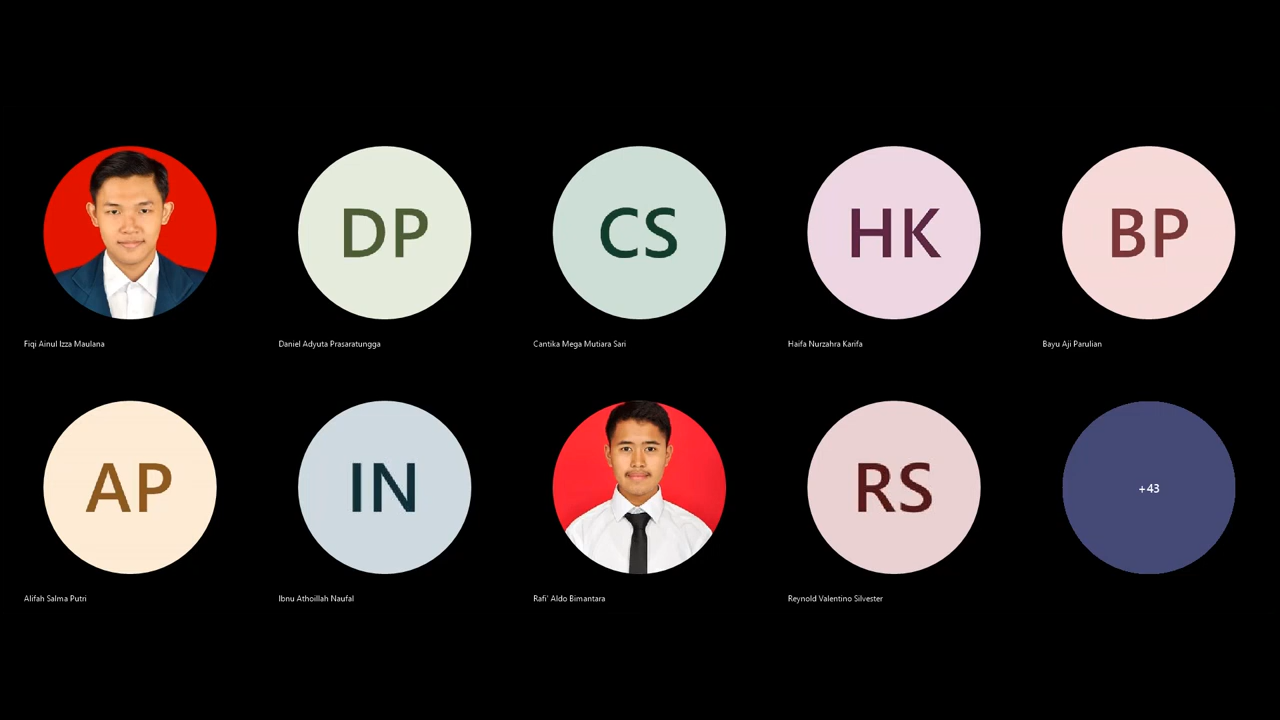 DP
CS
HK
BP
Fiqi Ainul Izza Maulana
Daniel Adyuta Prasaratungga
Cantika Mega Mutiara Sari
Haifa Nurzahra Karifa
Bayu Aji Parulian
AP
IN
RS
+43
Alifah Salma Putri
Ibnu Athoillah Naufal
Rafi' Aldo Bimantara
Reynold Valentino Silvester